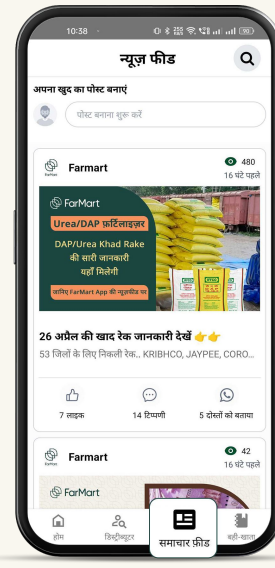 10:38
90
न्यूज़ फीड
अपना खुद का पोस्ट बनाएं
पोस्ट बनाना शुरू करें
Farmart
480
16 घंटे पहले
FarMart
Urea/DAP फ़र्टिलाइज़र
DAP/Urea Khad Rake
की सारी जानकारी
यहाँ मिलेगी
जानिए FarMart App की न्यूज़फीड पर
26 अप्रैल की खाद रेक जानकारी देखें 👉👉
53 जिलों के लिए निकली रेक.. KRIBHCO, JAYPEE, CORO...
7 लाइक
14 टिप्पणी
5 दोस्तों को बताया
Farmart
42
16 घंटे पहले
FarMart
होम
डिस्ट्रीब्यूटर
समाचार फ़ीड
बही-खाता